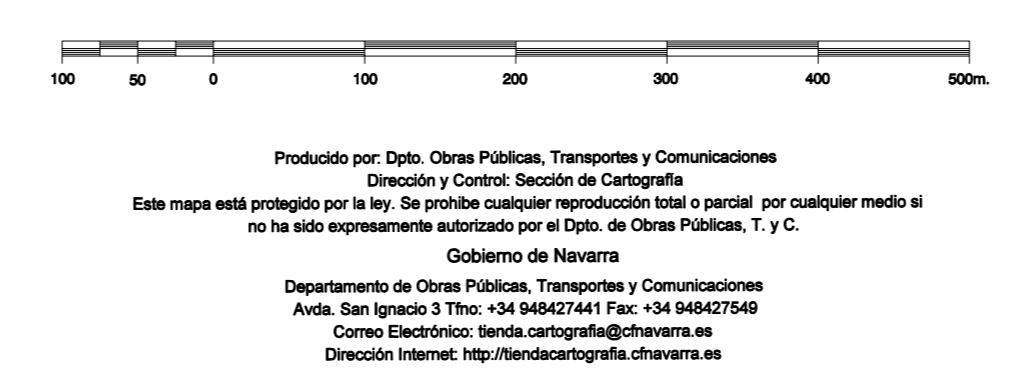 100 50 0 100 200 300 400 500m.
Producido por: Dpto. Obras Públicas, Transportes y Comunicaciones
Dirección y Control: Sección de Cartografía
Este mapa está protegido por la ley. Se prohibe cualquier reproducción total o parcial por cualquier medio si
no ha sido expresamente autorizado por el Dpto. de Obras Públicas, T. y C.
Gobierno de Navarra
Departamento de Obras Públicas, Transportes y Comunicaciones
Avda. San Ignacio 3 Tfno: +34 948427441 Fax: +34 948427549
Correo Electrónico: tienda.cartografia@cfnavarra.es
Dirección Internet: http://tiendacartografia.cfnavarra.es